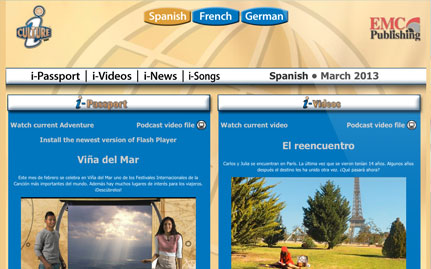 i
CULTURE
Spanish
French
German
EMC
Publishing
i-Passport | i-Videos | i-News | i-Songs
Spanish • March 2013
i-Passport
Watch current Adventure
Podcast video file
Install the newest version of Flash Player
Viña del Mar
Este mes de febrero se celebra en Viña del Mar uno de los Festivales Internacionales de la
Canción más importantes del mundo. Además hay muchos lugares de interés para los viajeros.
¡Descúbrelos!
i-Videos
Watch current video
Podcast video file
El reencuentro
Carlos y Julia se encuentran en París. La última vez que se vieron tenían 14 años. Algunos años
después el destino los ha unido otra vez. ¿Qué pasará ahora?